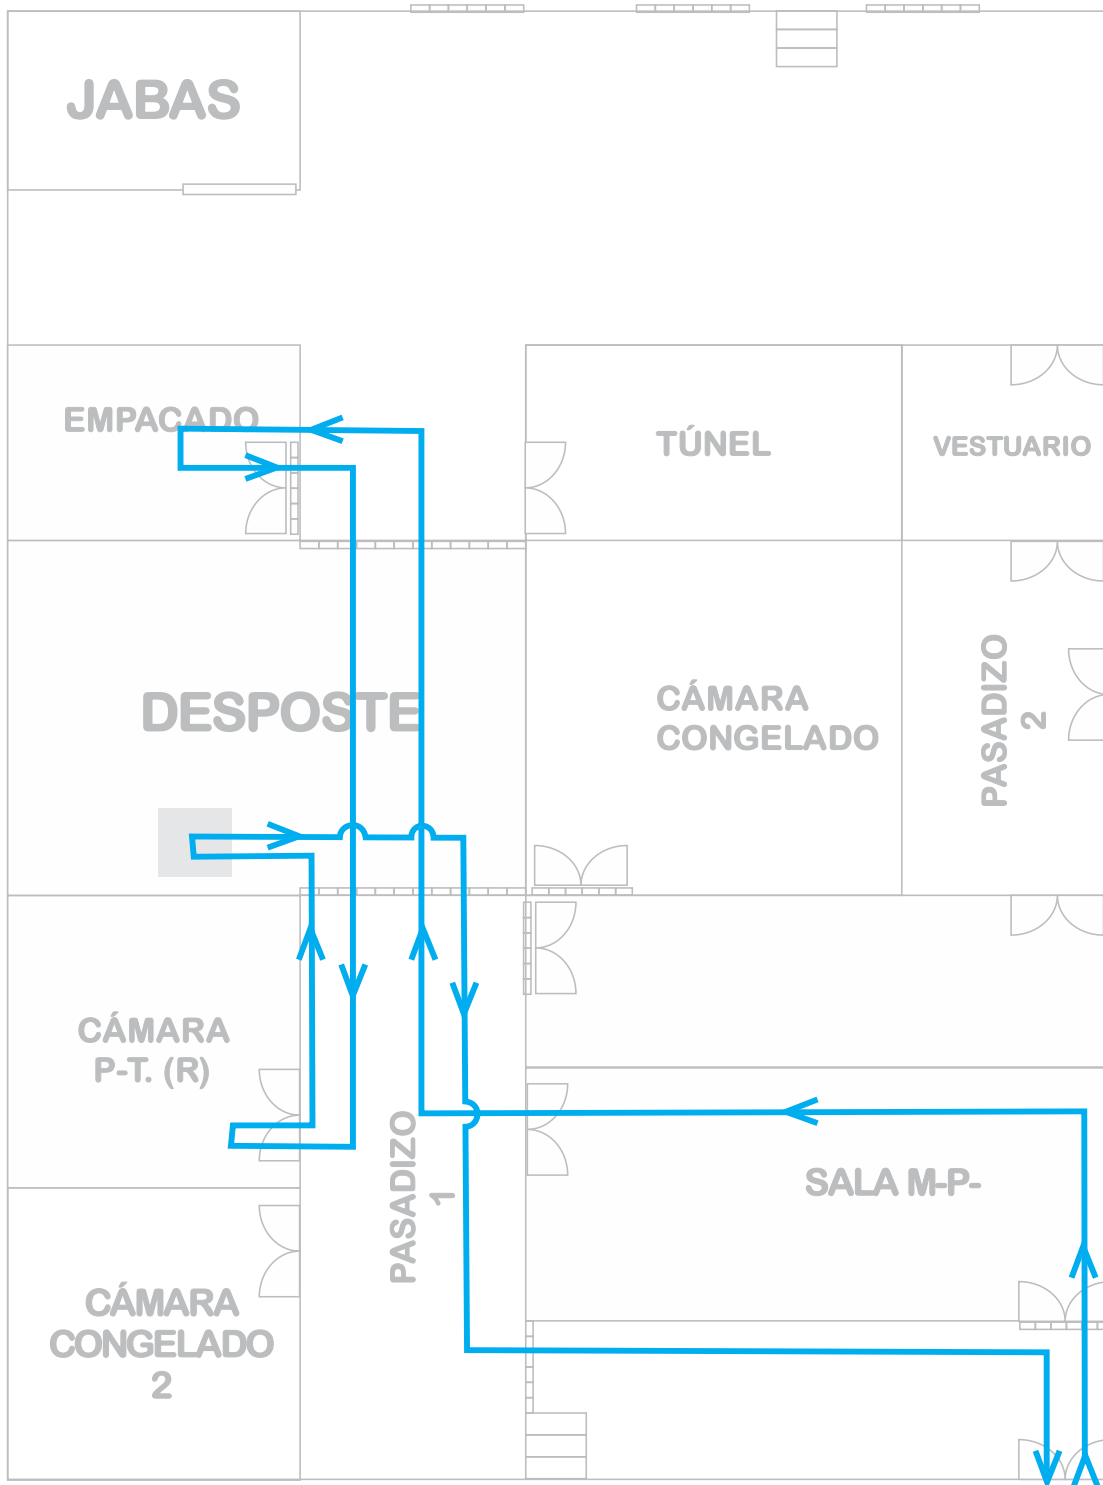 JABAS
EMPACADO
TÚNEL
VESTUARIO
DESPOSTE
CÁMARA
CONGELADO
PASADIZO
2
CÁMARA
P-T. (R)
PASADIZO
1
SALA M-P-
CÁMARA
CONGELADO
2